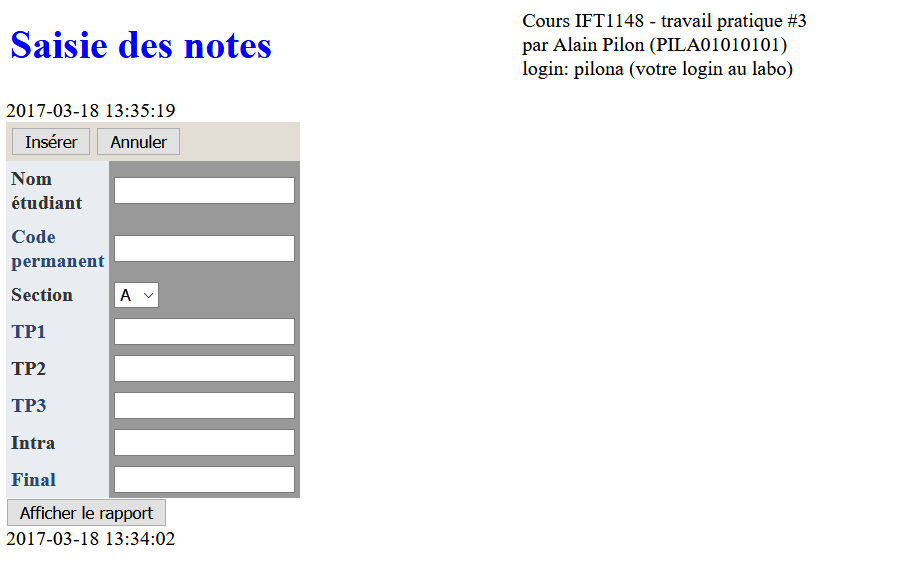 Saisie des notes
Cours IFT1148 - travail pratique #3
par Alain Pilon (PILA01010101)
login: pilona (votre login au labo)
2017-03-18 13:35:19
Insérer Annuler
Nom
étudiant
Code
permanent
Section A
TP1
TP2
TP3
Intra
Final
Afficher le rapport
2017-03-18 13:34:02